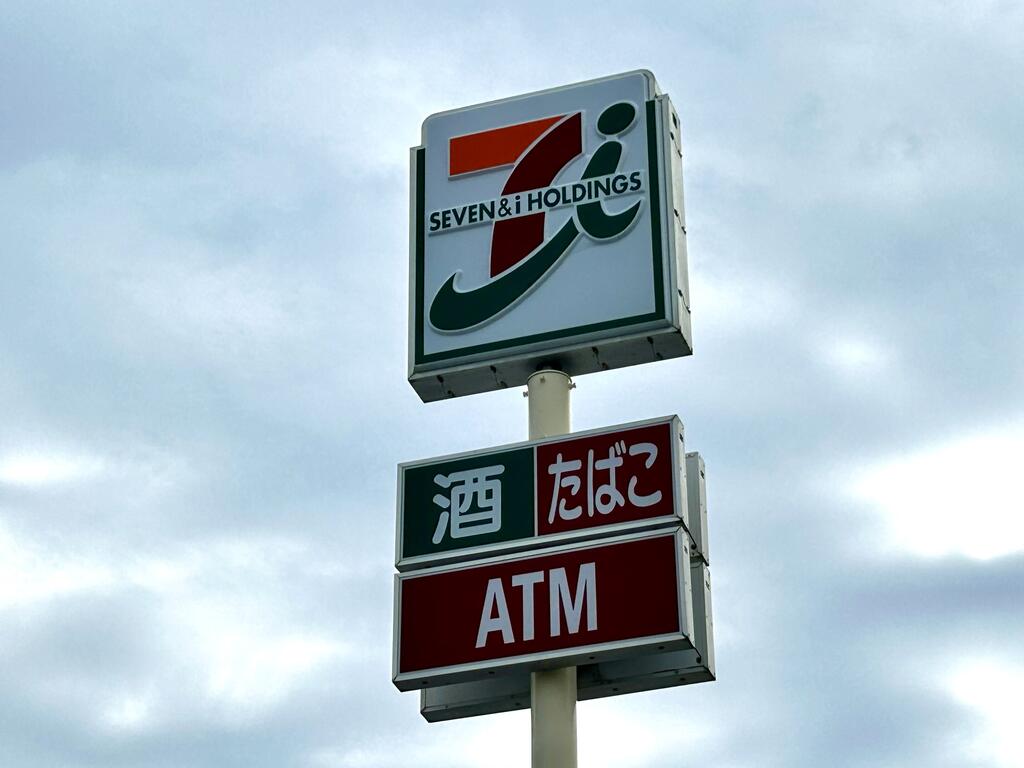 SEVEN&i HOLDINGS
酒 たばこ
ATM